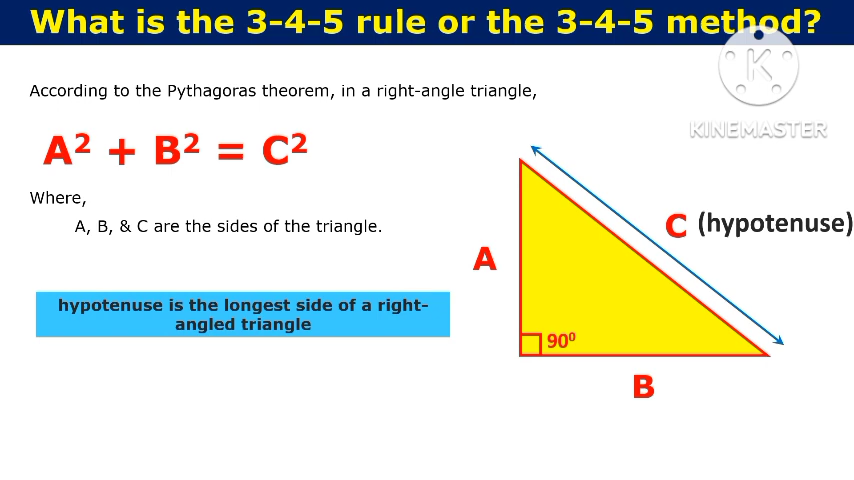 What is the 3-4-5 rule or the 3-4-5 method?
K
KINEMASTER
According to the Pythagoras theorem, in a right-angle triangle,
A² + B² = C²
Where,
A, B, & C are the sides of the triangle.
C (hypotenuse)
A
hypotenuse is the longest side of a right-
angled triangle
90⁰
B